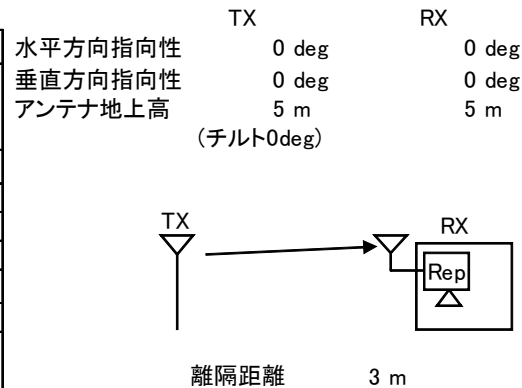 TX RX
水平方向指向性 0 deg 0 deg
垂直方向指向性 0 deg 0 deg
アンテナ地上高 5 m 5 m
(チルト0deg)
TX RX
Rep
離隔距離 3 m